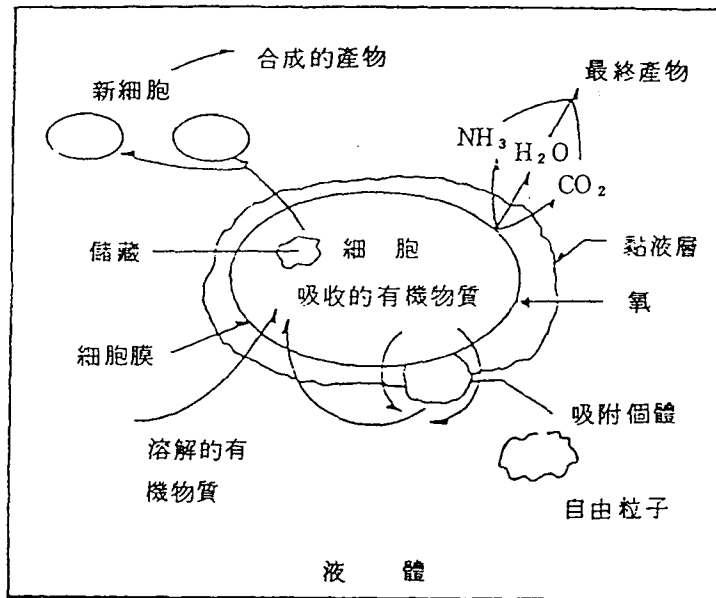 合成的產物
新細胞
最終產物
NH₃
H₂O
CO₂
儲藏
細胞
黏液層
吸收的有機物質
氧
細胞膜
吸附個體
溶解的有
機物質
自由粒子
液體